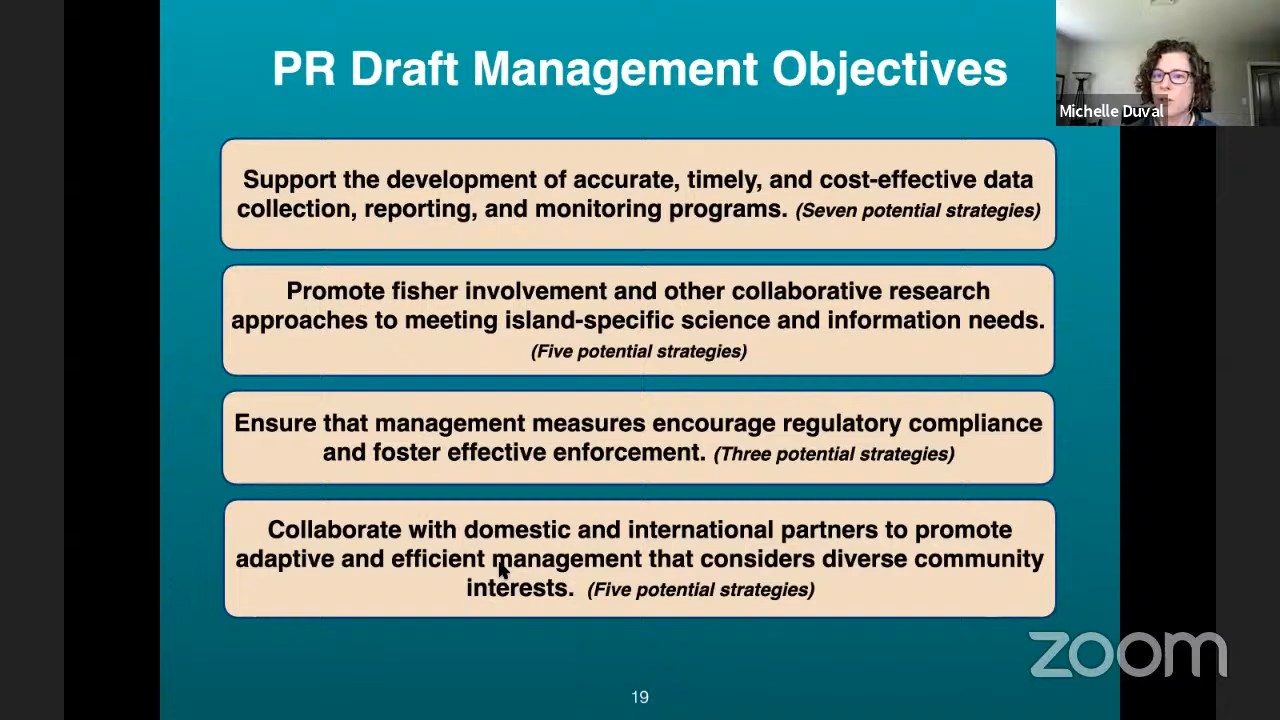 PR Draft Management Objectives
Michelle Duval
Support the development of accurate, timely, and cost-effective data
collection, reporting, and monitoring programs. (Seven potential strategies)
Promote fisher involvement and other collaborative research
approaches to meeting island-specific science and information needs.
(Five potential strategies)
Ensure that management measures encourage regulatory compliance
and foster effective enforcement. (Three potential strategies)
Collaborate with domestic and international partners to promote
adaptive and efficient management that considers diverse community
interests. (Five potential strategies)
zoom
19